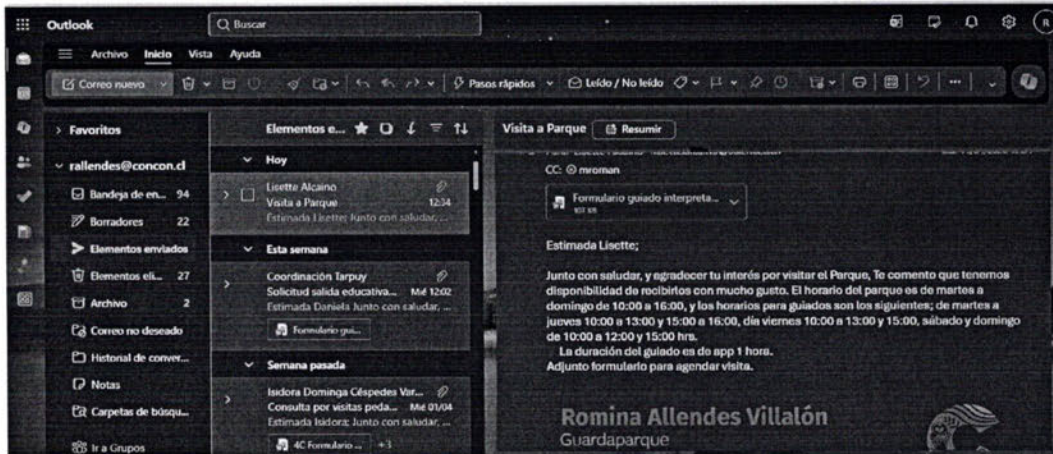 Outlook
Buscar
R
Archivo Inicio Vista Ayuda
Correo nuevo
Pasos rápidos
Leído / No leído
Favoritos
rallendes@concon.cl
Bandeja de en... 94
Borradores 22
Elementos enviados
Elementos eli... 27
Archivo 2
Correo no deseado
Historial de conver...
Notas
Carpetas de búsqu...
Ir a Grupos
Elementos e...
Hoy
Lisette Alcaino
Visita a Parque 12:34
Estimada Lisette; Junto con saludar, ...
Esta semana
Coordinación Tarpuy
Solicitud salida educativa... Mié 12:02
Estimada Daniela Junto con saludar, ...
Formulario gui...
Semana pasada
Isidora Dominga Céspedes Var...
Consulta por visitas peda... Mié 01/04
Estimada Isidora; Junto con saludar, ...
4C Formulario ... +3
Visita a Parque Resumir
CC: mroman
Formulario guiado interpreta...
Estimada Lisette;
Junto con saludar, y agradecer tu interés por visitar el Parque, Te comento que tenemos
disponibilidad de recibirlos con mucho gusto. El horario del parque es de martes a
domingo de 10:00 a 16:00, y los horarios para guiados son los siguientes; de martes a
jueves 10:00 a 13:00 y 15:00 a 16:00, día viernes 10:00 a 13:00 y 15:00, sábado y domingo
de 10:00 a 12:00 y 15:00 hrs.
La duración del guiado es de app 1 hora.
Adjunto formulario para agendar visita.
Romina Allendes Villalón
Guardaparque